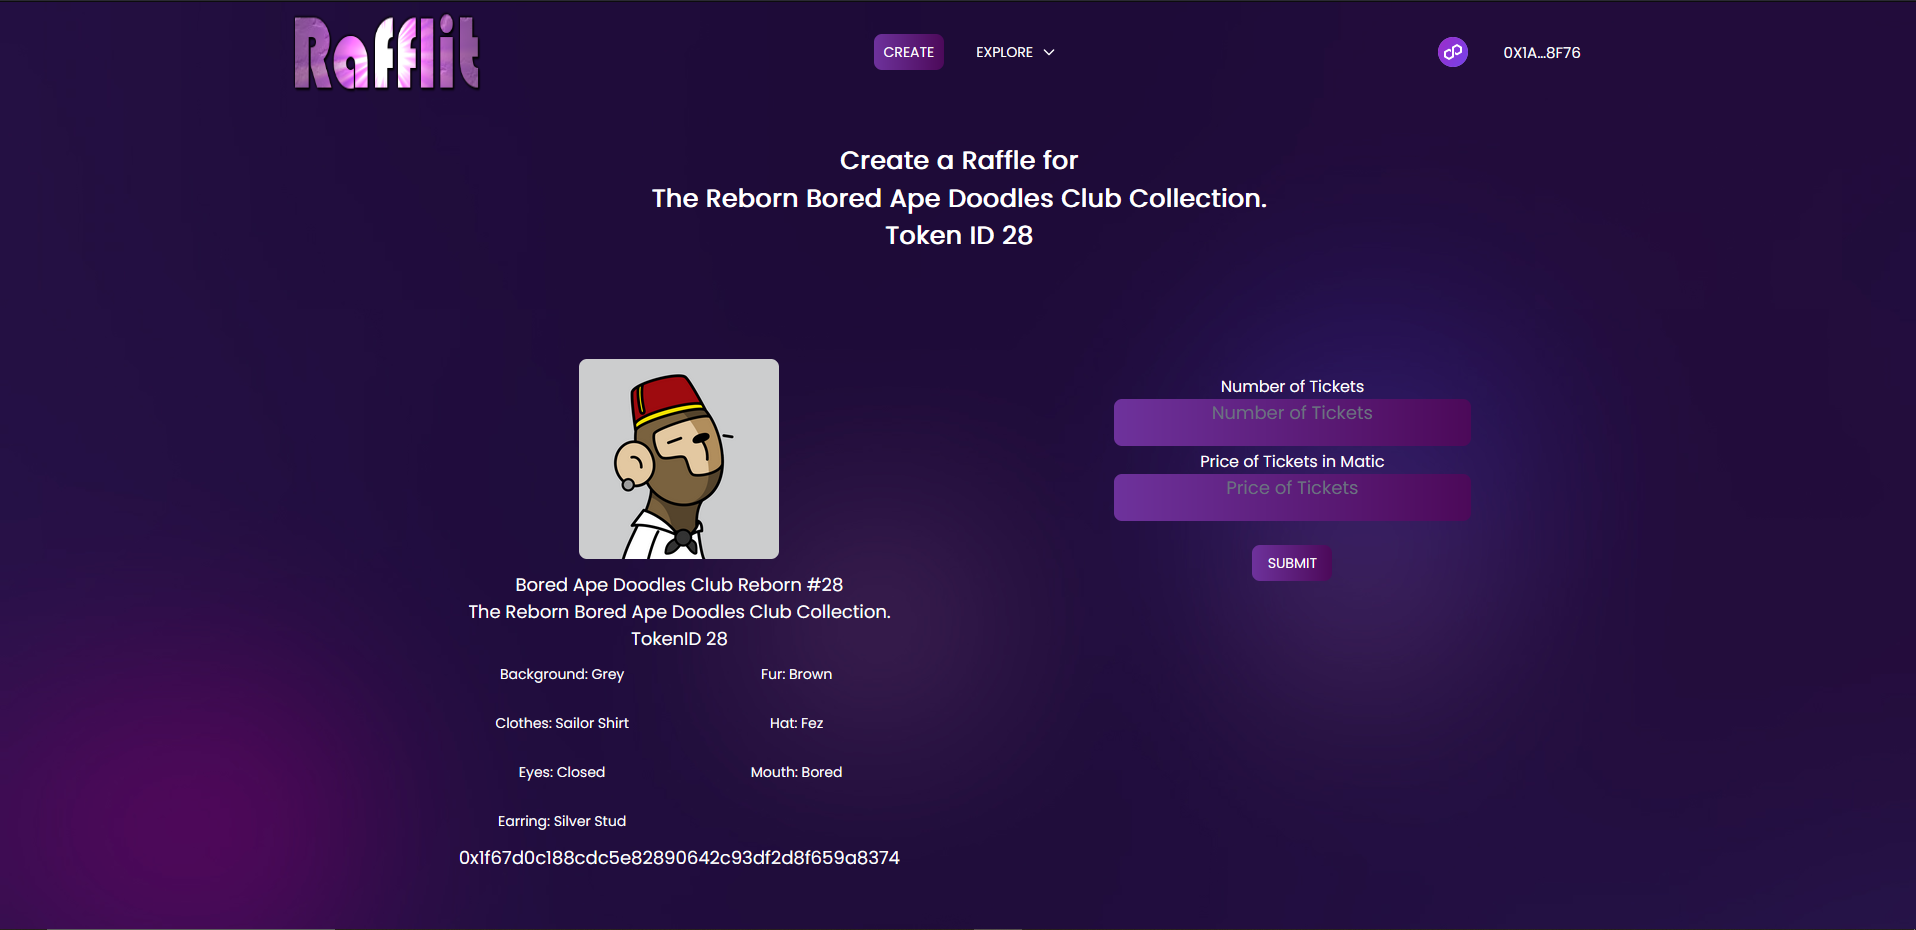 Rafflit
CREATE
EXPLORE
0X1A...8F76
Create a Raffle for
The Reborn Bored Ape Doodles Club Collection.
Token ID 28
Bored Ape Doodles Club Reborn #28
The Reborn Bored Ape Doodles Club Collection.
TokenID 28
Background: Grey
Fur: Brown
Clothes: Sailor Shirt
Hat: Fez
Eyes: Closed
Mouth: Bored
Earring: Silver Stud
0x1f67d0c188cdc5e82890642c93df2d8f659a8374
Number of Tickets
Number of Tickets
Price of Tickets in Matic
Price of Tickets
SUBMIT